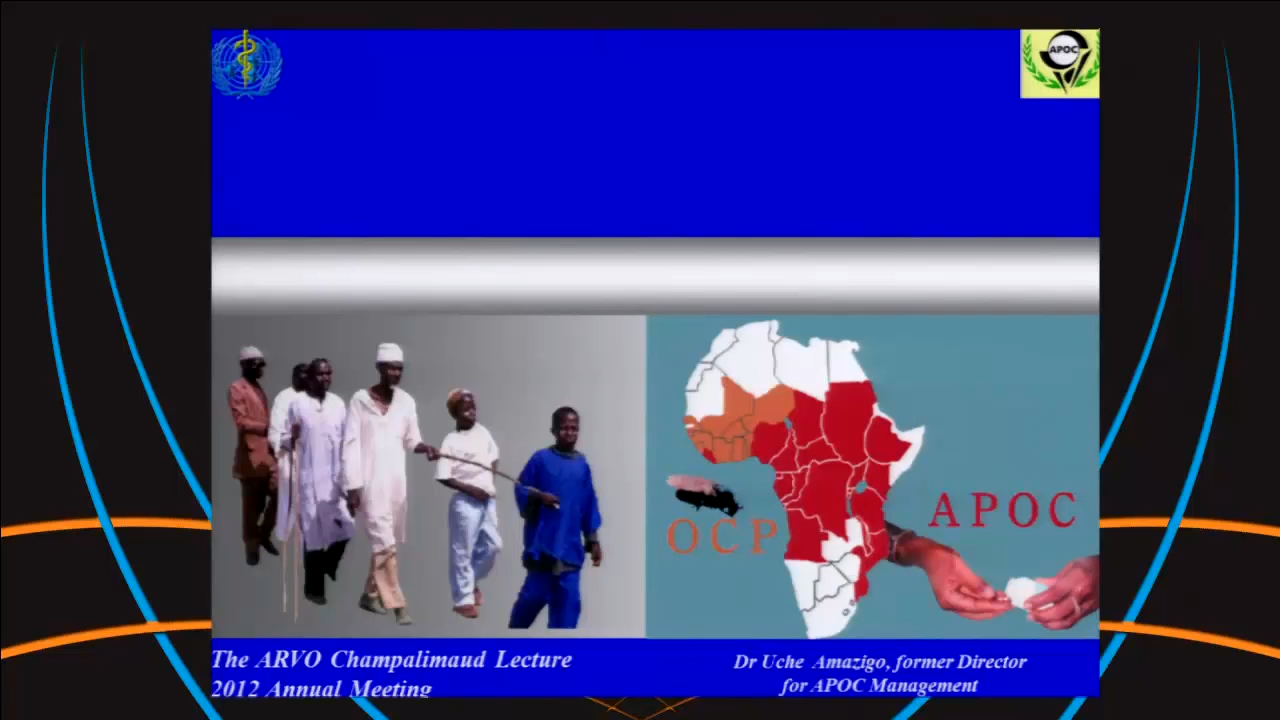 APOC
OCP
APOC
The ARVO Champalimaud Lecture
2012 Annual Meeting
Dr Uche Amazigo, former Director
for APOC Management